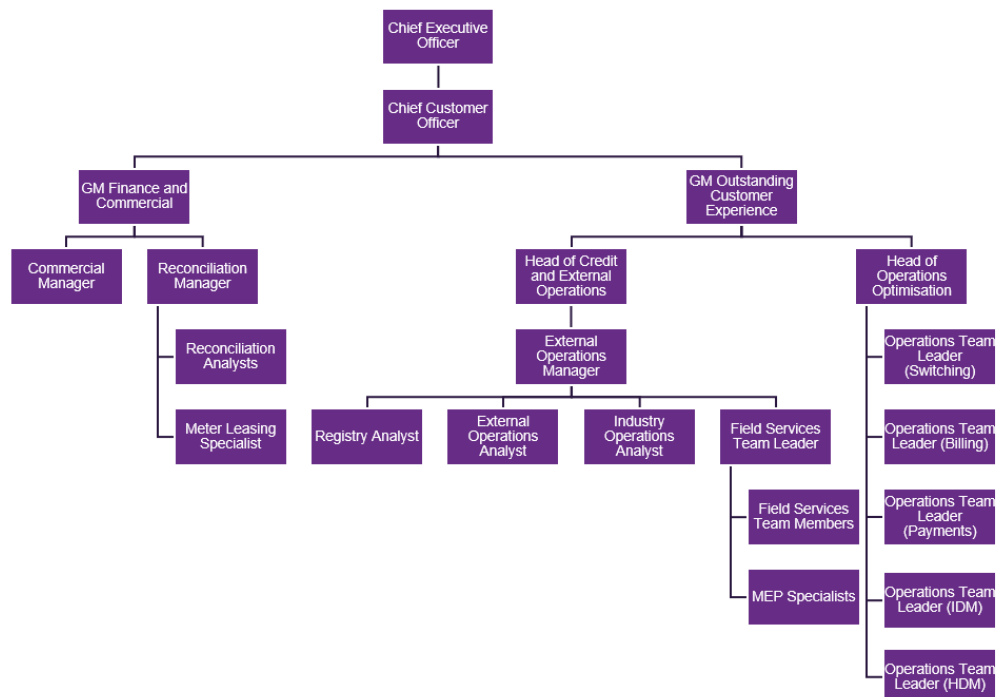 Chief Executive
Officer
Chief Customer
Officer
GM Finance and
Commercial
GM Outstanding
Customer
Experience
Commercial
Manager
Reconciliation
Manager
Head of Credit
and External
Operations
Head of
Operations
Optimisation
Reconciliation
Analysts
Meter Leasing
Specialist
External
Operations
Manager
Registry Analyst
External
Operations
Analyst
Industry
Operations
Analyst
Field Services
Team Leader
Field Services
Team Members
MEP Specialists
Operations Team
Leader
(Switching)
Operations Team
Leader (Billing)
Operations Team
Leader
(Payments)
Operations Team
Leader (IDM)
Operations Team
Leader (HDM)